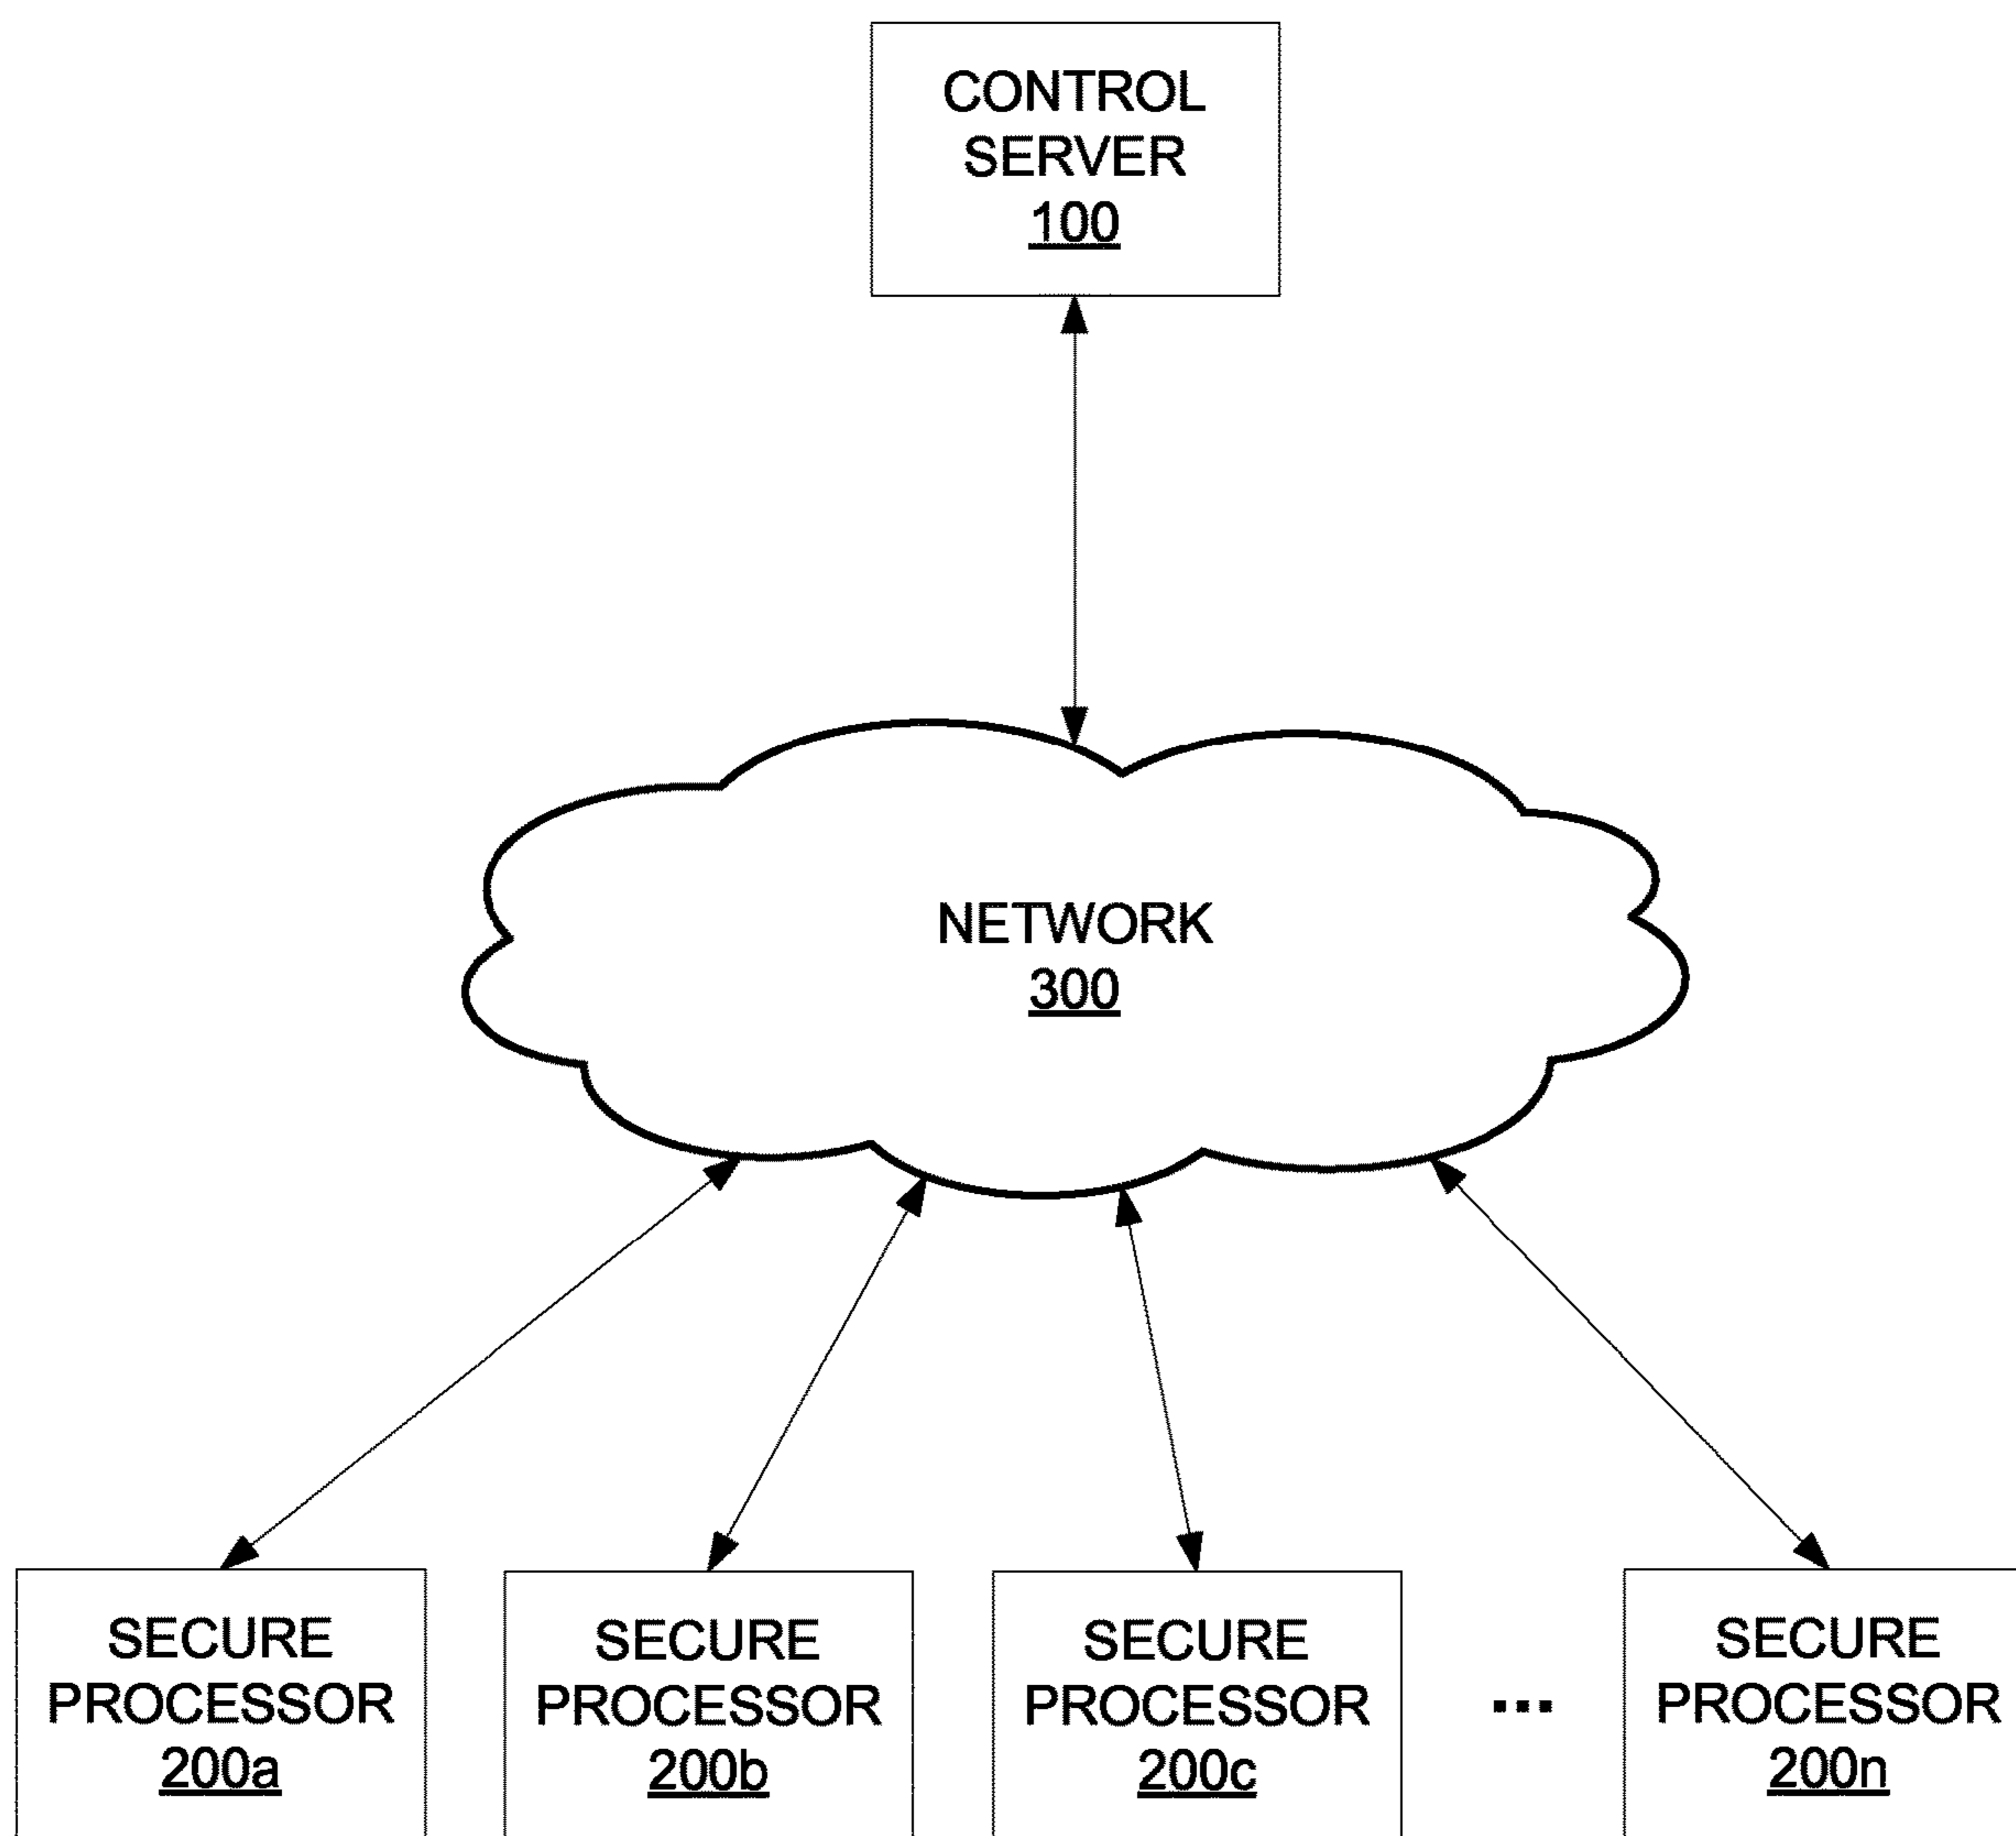 CONTROL
SERVER
100
NETWORK
300
SECURE
PROCESSOR
200a
SECURE
PROCESSOR
200b
SECURE
PROCESSOR
200c
...
SECURE
PROCESSOR
200n